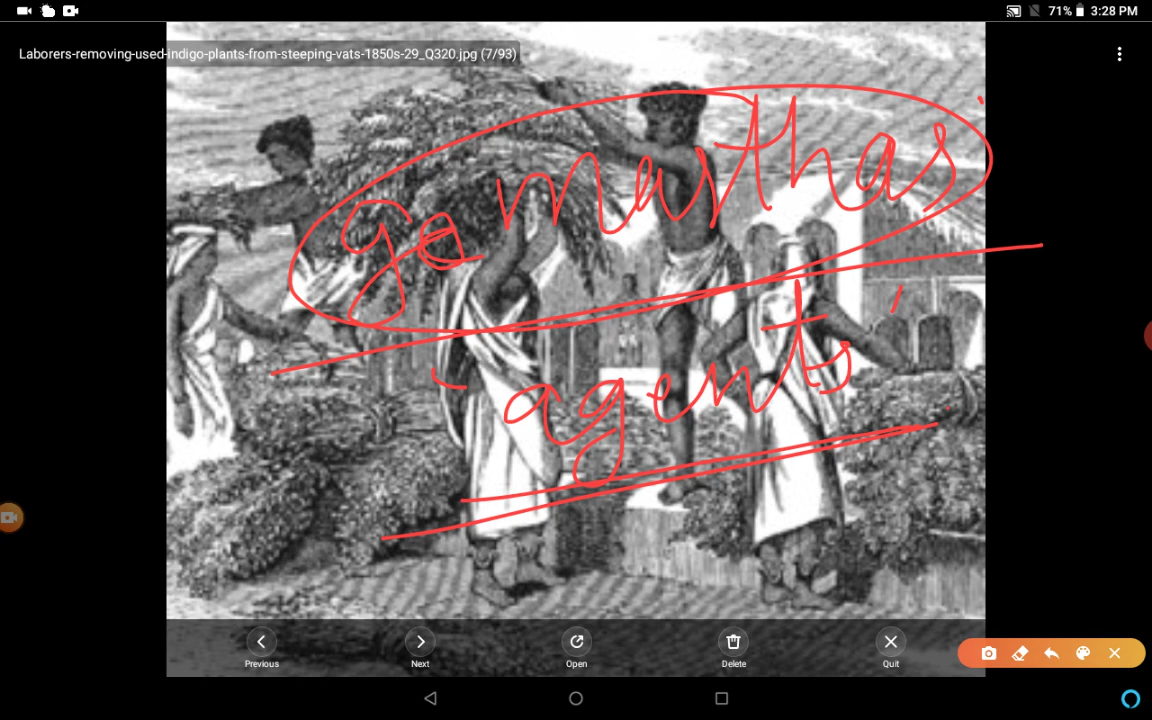 71% 3:28 PM
Laborers-removing-used-indigo-plants-from-steeping-vats-1850s-29_Q320.jpg (7/93)
gomasthas
agents
Previous Next Open Delete Quit